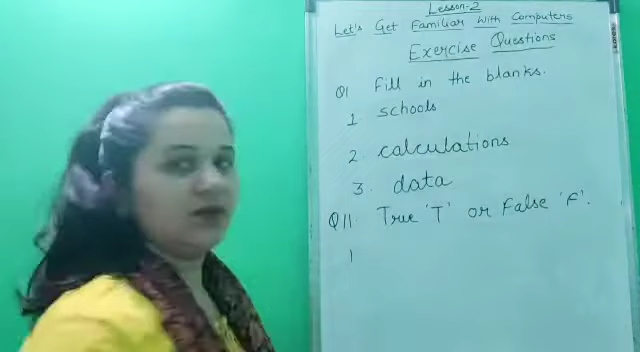 Lesson-2
Let's Get Familiar With Computers
Exercise Questions
Q1 Fill in the blanks.
1 schools
2. calculations
3. data
Q11. True 'T' or False 'F'.
1